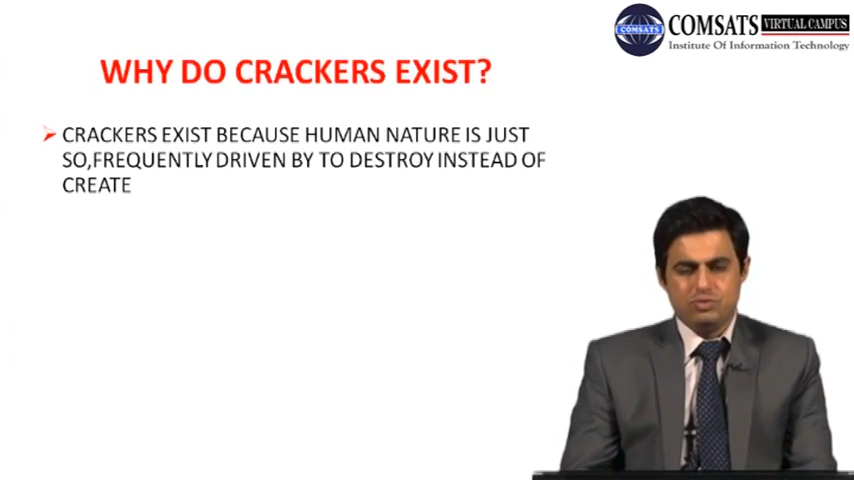 COMSATS VIRTUAL CAMPUS
COMSATS
Institute Of Information Technology
WHY DO CRACKERS EXIST?
CRACKERS EXIST BECAUSE HUMAN NATURE IS JUST
SO,FREQUENTLY DRIVEN BY TO DESTROY INSTEAD OF
CREATE